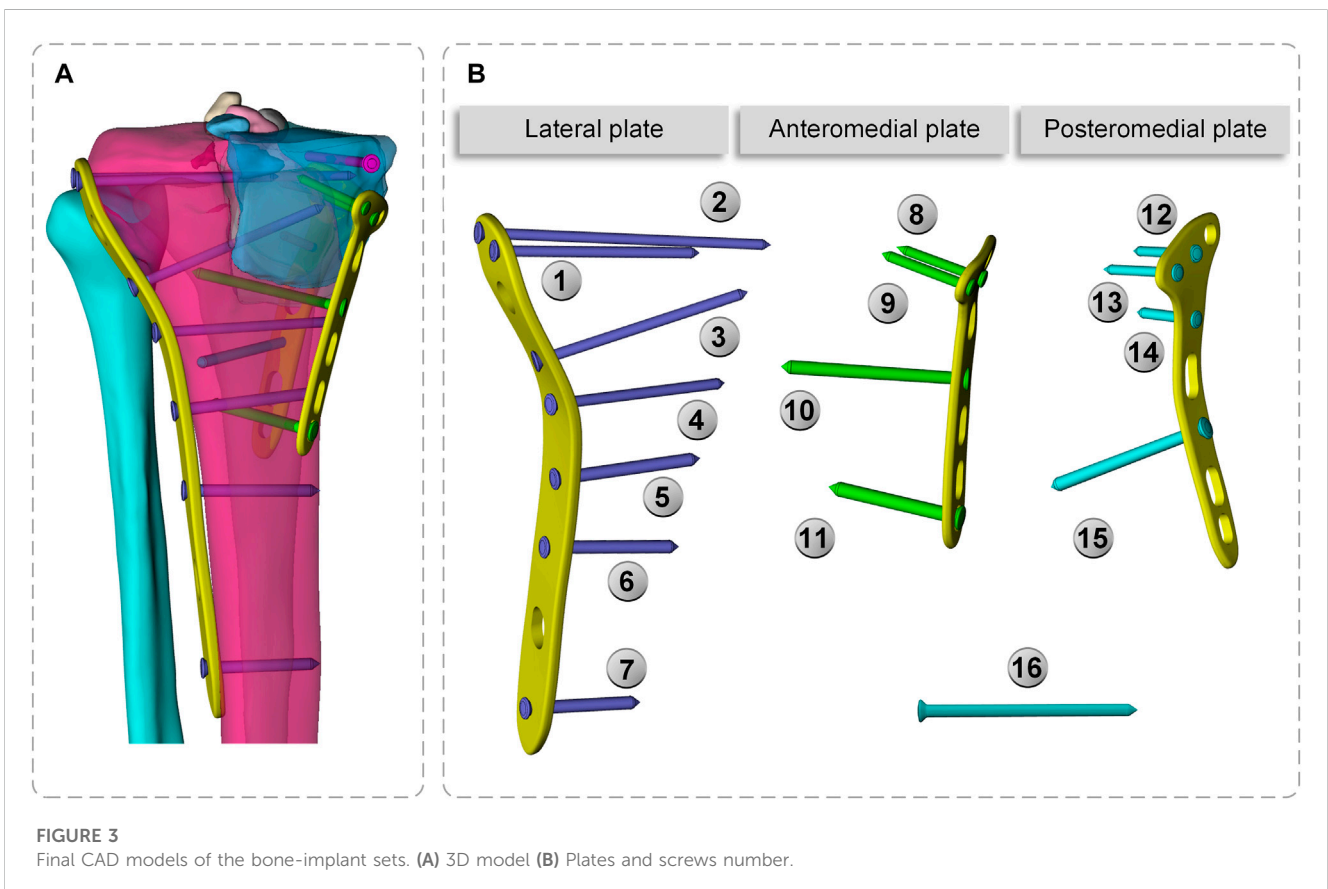 A
B
Lateral plate
Anteromedial plate
Posteromedial plate
2
8
12
1
9
13
3
14
10
4
5
11
15
6
7
16
FIGURE 3
Final CAD models of the bone-implant sets. (A) 3D model (B) Plates and screws number.